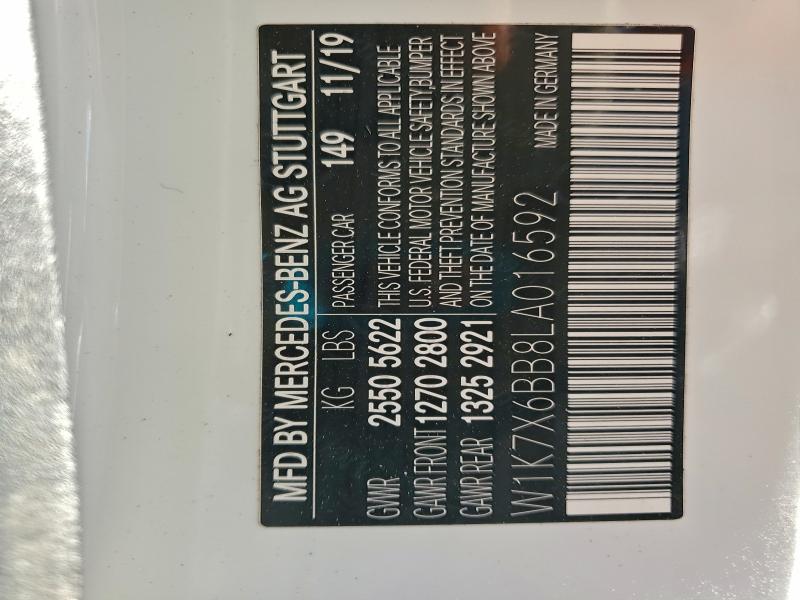 MFD BY MERCEDES-BENZ AG STUTTGART
KG LBS PASSENGER CAR 149 11/19
GVWR 2550 5622 THIS VEHICLE CONFORMS TO ALL APPLICABLE
GAWR FRONT 1270 2800 U.S. FEDERAL MOTOR VEHICLE SAFETY,BUMPER
GAWR REAR 1325 2921 AND THEFT PREVENTION STANDARDS IN EFFECT
ON THE DATE OF MANUFACTURE SHOWN ABOVE
W1K7X6BB8LA016592 MADE IN GERMANY